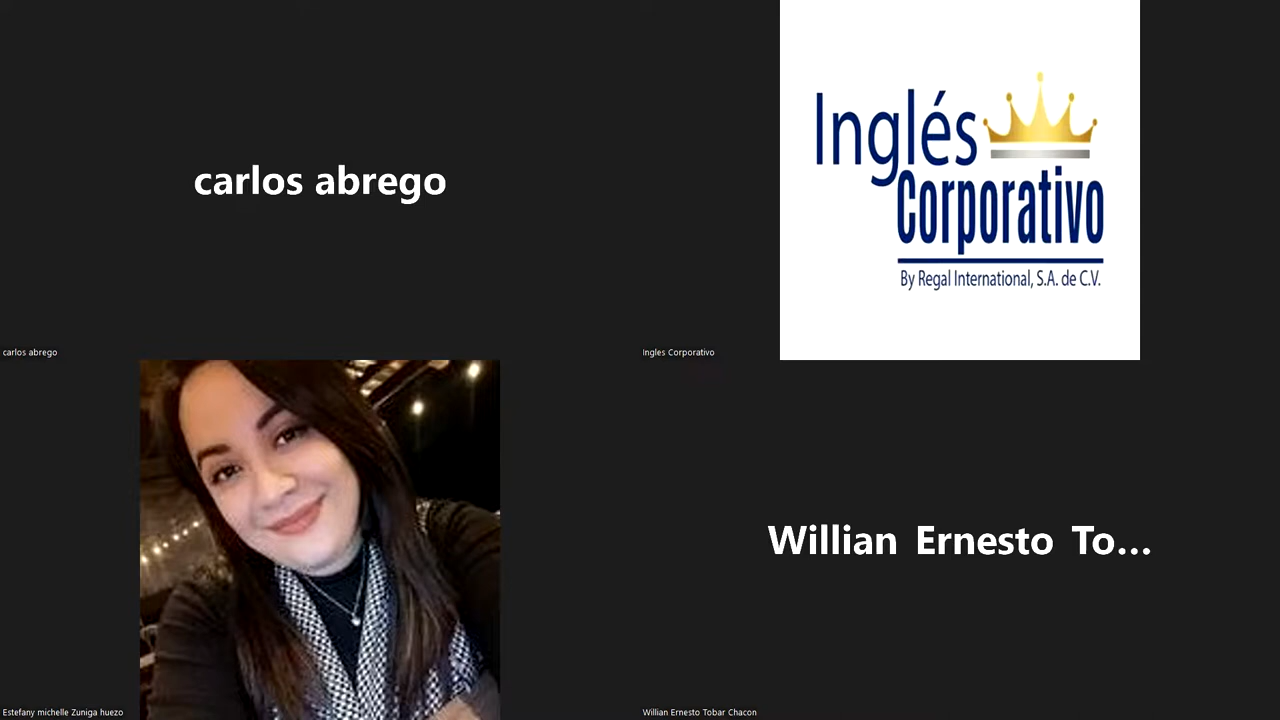 carlos abrego
carlos abrego
Inglés
Corporativo
By Regal International, S.A. de C.V.
Ingles Corporativo
Estefany michelle Zuniga huezo
Willian Ernesto To...
Willian Ernesto Tobar Chacon